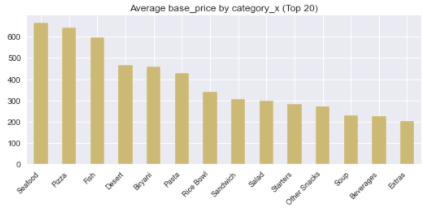 Average base_price by category_x (Top 20)
600
500
400
300
200
100
0
Seafood
Pizza
Fish
Desert
Biryani
Pasta
Rice Bowl
Sandwich
Salad
Starters
Other Snacks
Soup
Beverages
Extras